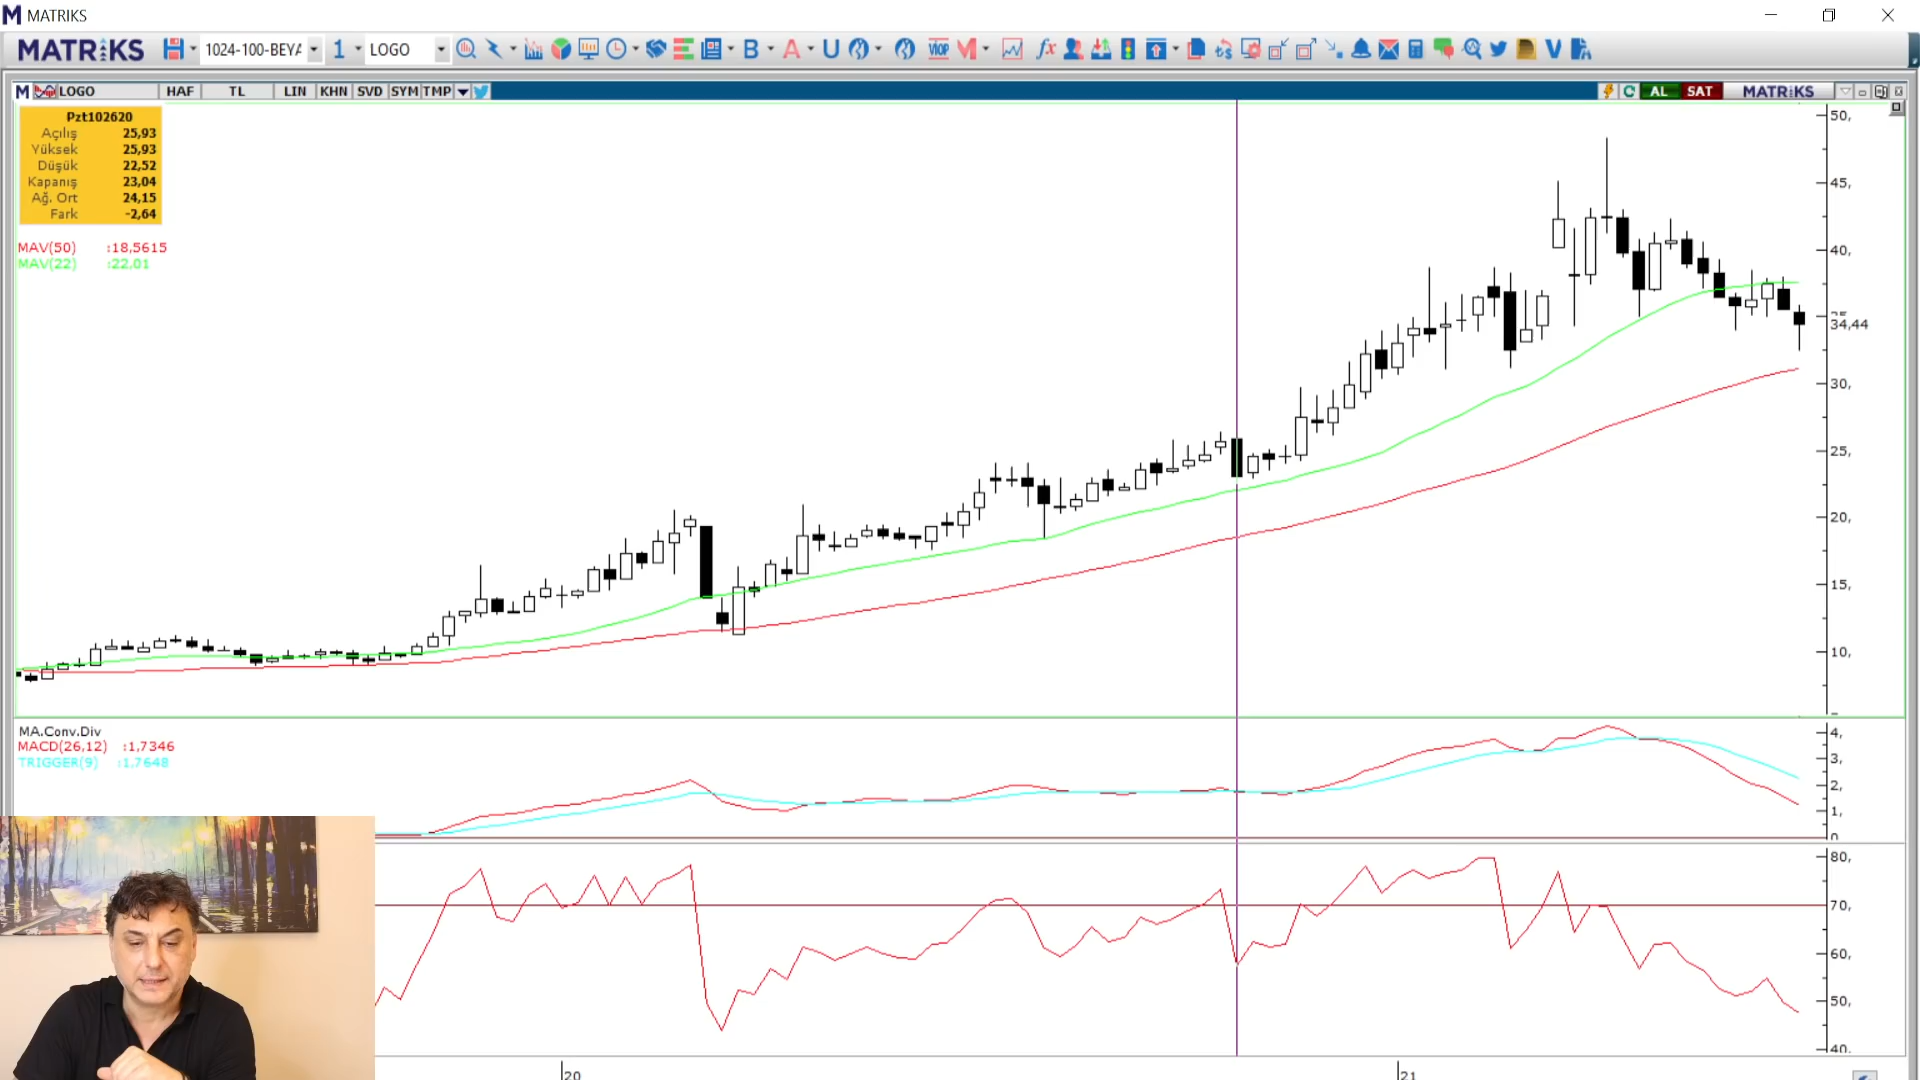 MATRIKS
MATRIKS 1024-100-BEYA 1 LOGO B A U VIOP M fx V
M LOGO HAF TL LIN KHN SVD SYM TMP AL SAT MATRIKS
Pzt102620
Açılış 25,93
Yüksek 25,93
Düşük 22,52
Kapanış 23,04
Ağ. Ort 24,15
Fark -2,64
MAV(50) :18,5615
MAV(22) :22,01
50,
45,
40,
34,44
30,
25,
20,
15,
10,
MA.Conv.Div
MACD(26,12) :1,7346
TRIGGER(9) :1,7648
4,
3,
2,
1,
0
80,
70,
60,
50,
40,
20 21